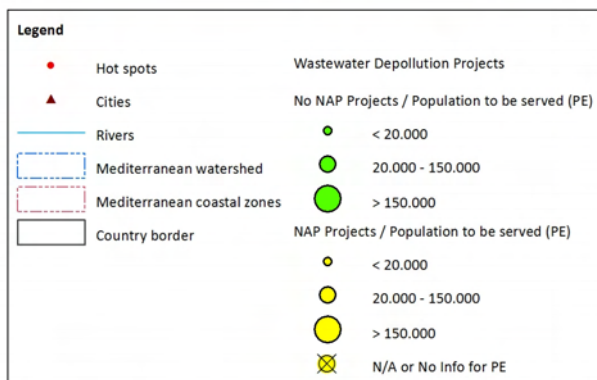 Legend
Hot spots
Cities
Rivers
Mediterranean watershed
Mediterranean coastal zones
Country border
Wastewater Depollution Projects
No NAP Projects / Population to be served (PE)
< 20.000
20.000 - 150.000
> 150.000
NAP Projects / Population to be served (PE)
< 20.000
20.000 - 150.000
> 150.000
N/A or No Info for PE